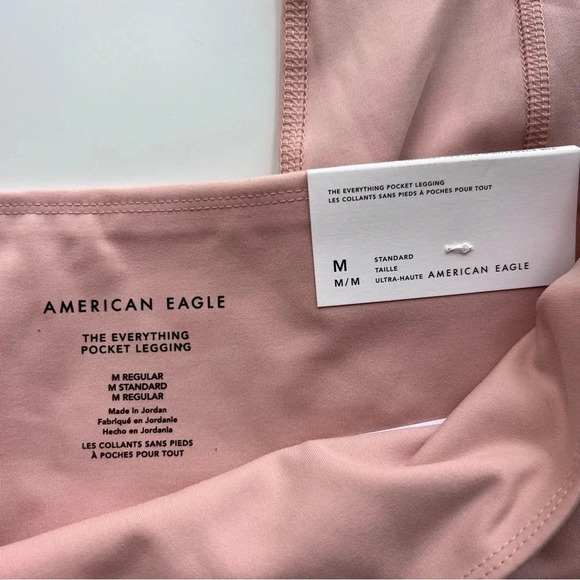 THE EVERYTHING POCKET LEGGING
LES COLLANTS SANS PIEDS À POCHES POUR TOUT
M
M/M
STANDARD
TAILLE
ULTRA-HAUTE
AMERICAN EAGLE
AMERICAN EAGLE
THE EVERYTHING
POCKET LEGGING
M REGULAR
M STANDARD
M REGULAR
Made in Jordan
Fabriqué en Jordanie
Hecho en Jordania
LES COLLANTS SANS PIEDS
À POCHES POUR TOUT